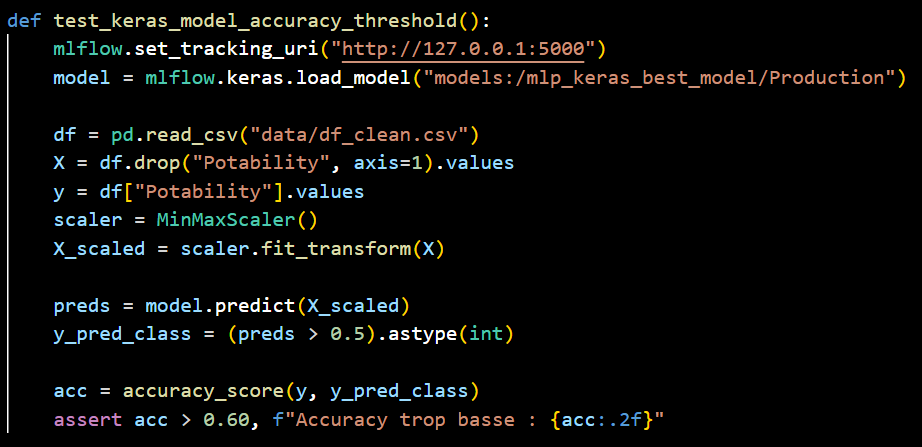 def test_keras_model_accuracy_threshold():
    mlflow.set_tracking_uri("http://127.0.0.1:5000")
    model = mlflow.keras.load_model("models:/mlp_keras_best_model/Production")

    df = pd.read_csv("data/df_clean.csv")
    X = df.drop("Potability", axis=1).values
    y = df["Potability"].values
    scaler = MinMaxScaler()
    X_scaled = scaler.fit_transform(X)

    preds = model.predict(X_scaled)
    y_pred_class = (preds > 0.5).astype(int)

    acc = accuracy_score(y, y_pred_class)
    assert acc > 0.60, f"Accuracy trop basse : {acc:.2f}"